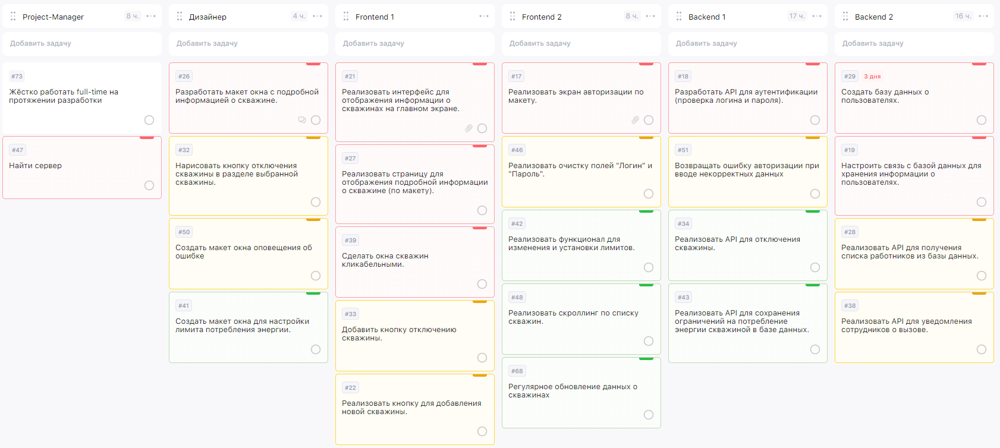 Project-Manager 8 ч.
Добавить задачу
#73
Жёстко работать full-time на
протяжении разработки
#47
Найти сервер
Дизайнер 4 ч.
Добавить задачу
#26
Разработать макет окна с подробной
информацией о скважине.
#32
Нарисовать кнопку отключения
скважины в разделе выбранной
скважины.
#50
Создать макет окна оповещения об
ошибке
#41
Создать макет окна для настройки
лимита потребления энергии.
Frontend 1
Добавить задачу
#21
Реализовать интерфейс для
отображения информации о
скважинах на главном экране.
#27
Реализовать страницу для
отображения подробной информации
о скважине (по макету).
#39
Сделать окна скважин
кликабельными.
#33
Добавить кнопку отключению
скважины.
#22
Реализовать кнопку для добавления
новой скважины.
Frontend 2 8 ч.
Добавить задачу
#17
Реализовать экран авторизации по
макету.
#46
Реализовать очистку полей "Логин" и
"Пароль".
#42
Реализовать функционал для
изменения и установки лимитов.
#48
Реализовать скроллинг по списку
скважин.
#68
Регулярное обновление данных о
скважинах
Backend 1 17 ч.
Добавить задачу
#18
Разработать API для аутентификации
(проверка логина и пароля).
#51
Возвращать ошибку авторизации при
вводе некорректных данных
#34
Реализовать API для отключения
скважины.
#43
Реализовать API для сохранения
ограничений на потребление
энергии скважиной в базе данных.
Backend 2 16 ч.
Добавить задачу
#29 3 дня
Создать базу данных о
пользователях.
#19
Настроить связь с базой данных для
хранения информации о
пользователях.
#28
Реализовать API для получения
списка работников из базы данных.
#38
Реализовать API для уведомления
сотрудников о вызове.